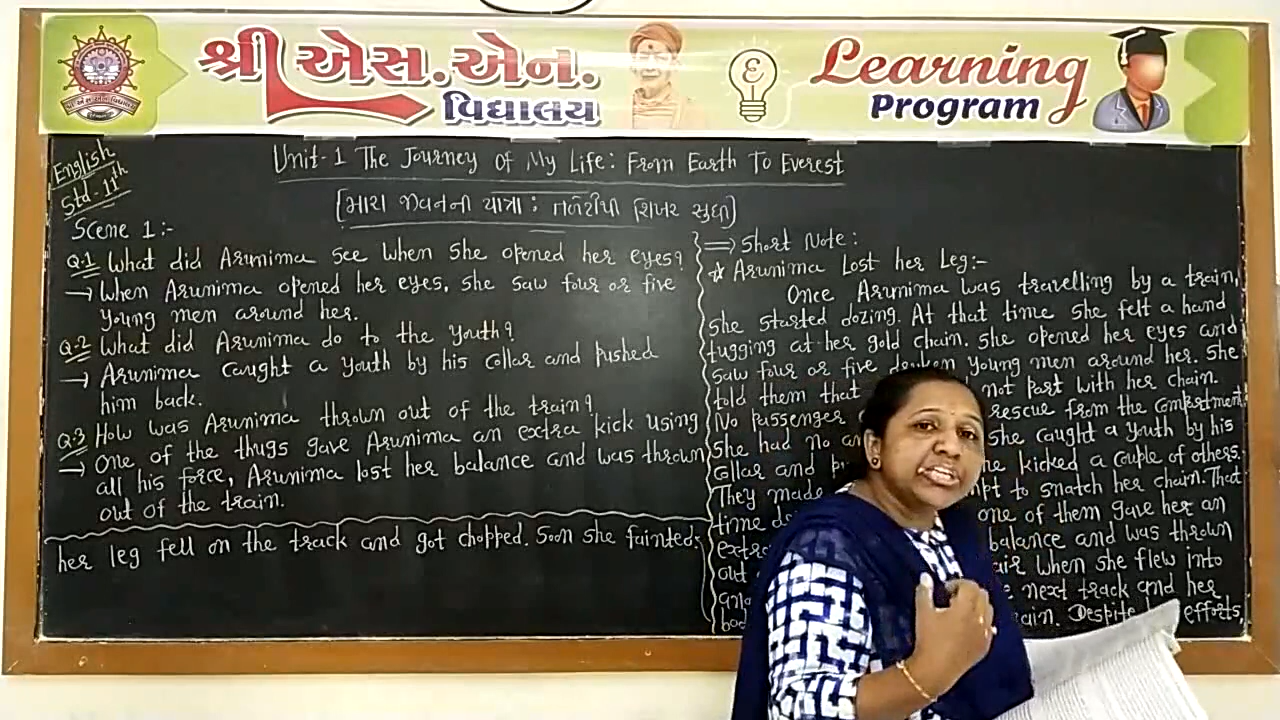 શ્રી એસ.એન.
વિદ્યાલય
Learning
Program
English
Std-11th
Unit-1 The Journey Of My Life: From Earth To Everest
[મારા જીવનની યાત્રા : તળેટીથી શિખર સુધી]
Scene 1:-
Q.1 What did Arunima see when she opened her eyes?
→ When Arunima opened her eyes, she saw four or five
young men around her.
Q.2 What did Arunima do to the youth?
→ Arunima caught a youth by his collar and pushed
him back.
Q.3 How was Arunima thrown out of the train?
→ One of the thugs gave Arunima an extra kick using
all his force, Arunima lost her balance and was thrown
out of the train.
⇒ Short Note:
☆ Arunima Lost her Leg:-
Once Arunima was travelling by a train,
she started dozing. At that time she felt a hand
tugging at her gold chain. She opened her eyes and
saw four or five young men around her. She
told them that not part with her chain.
No passenger rescue from the compartment.
She had no she caught a youth by his
collar and he kicked a couple of others.
They made to snatch her chain. That
time one of them gave her an
balance and was thrown
out when she flew into
next track and her
train. Despite efforts,
her leg fell on the track and got chopped. Soon she fainted.